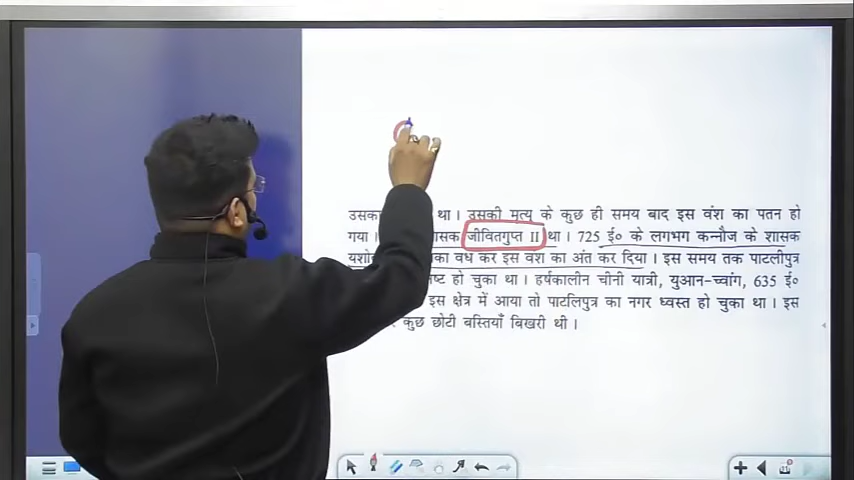 उसक था । उसकी मृत्यु के कुछ ही समय बाद इस वंश का पतन हो
गया । सक जीवितगुप्त II था । 725 ई० के लगभग कन्नौज के शासक
यशो का वध कर इस वंश का अंत कर दिया । इस समय तक पाटलीपुत्र
ष्ट हो चुका था । हर्षकालीन चीनी यात्री, युआन-च्वांग, 635 ई०
इस क्षेत्र में आया तो पाटलिपुत्र का नगर ध्वस्त हो चुका था । इस
कुछ छोटी बस्तियाँ बिखरी थी ।